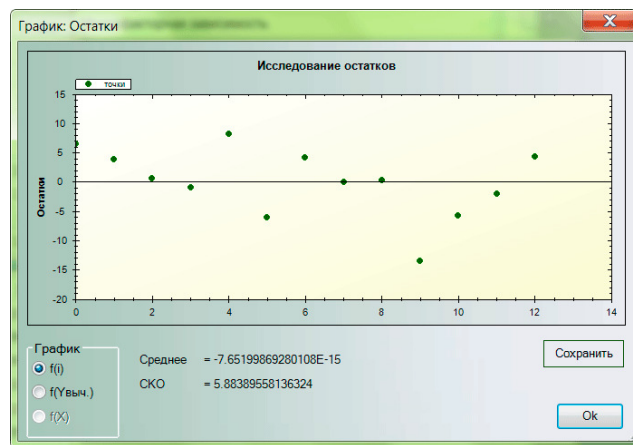 График: Остатки
Исследование остатков
точки
15
10
5
0
-5
-10
-15
-20
Остатки
0 2 4 6 8 10 12 14
График
f(i)
f(Yвыч.)
f(X)
Среднее = -7.65199869280108E-15
СКО = 5.88389558136324
Сохранить
Ok